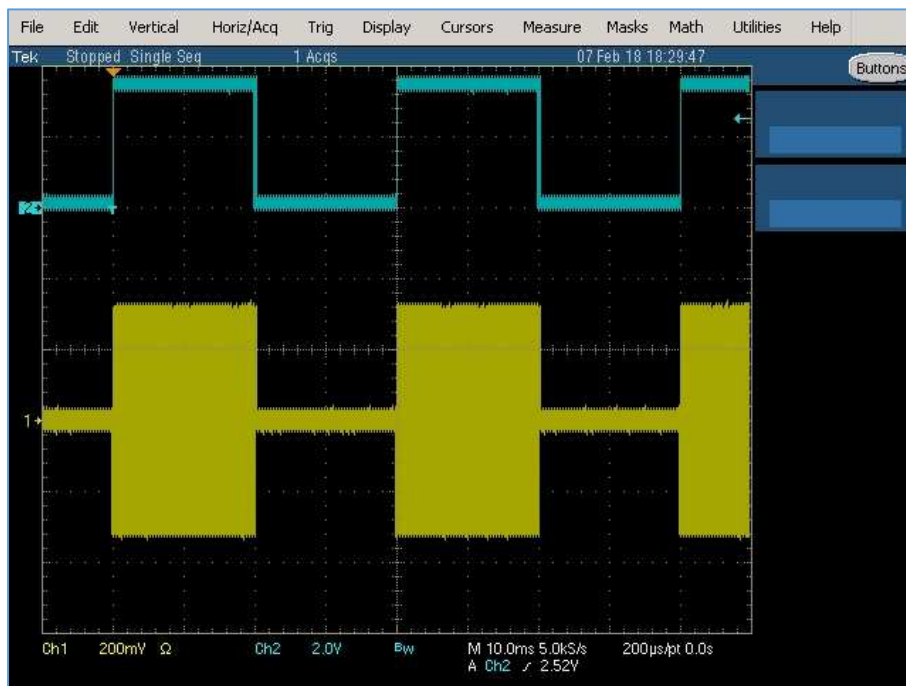 File Edit Vertical Horiz/Acq Trig Display Cursors Measure Masks Math Utilities Help
Tek Stopped Single Seq 1 Acqs 07 Feb 18 18:29:47
Buttons
2
T
1
Ch1 200mV Ω Ch2 2.0V Bw M 10.0ms 5.0kS/s 200µs/pt 0.0s
A Ch2 ⁄ 2.52V